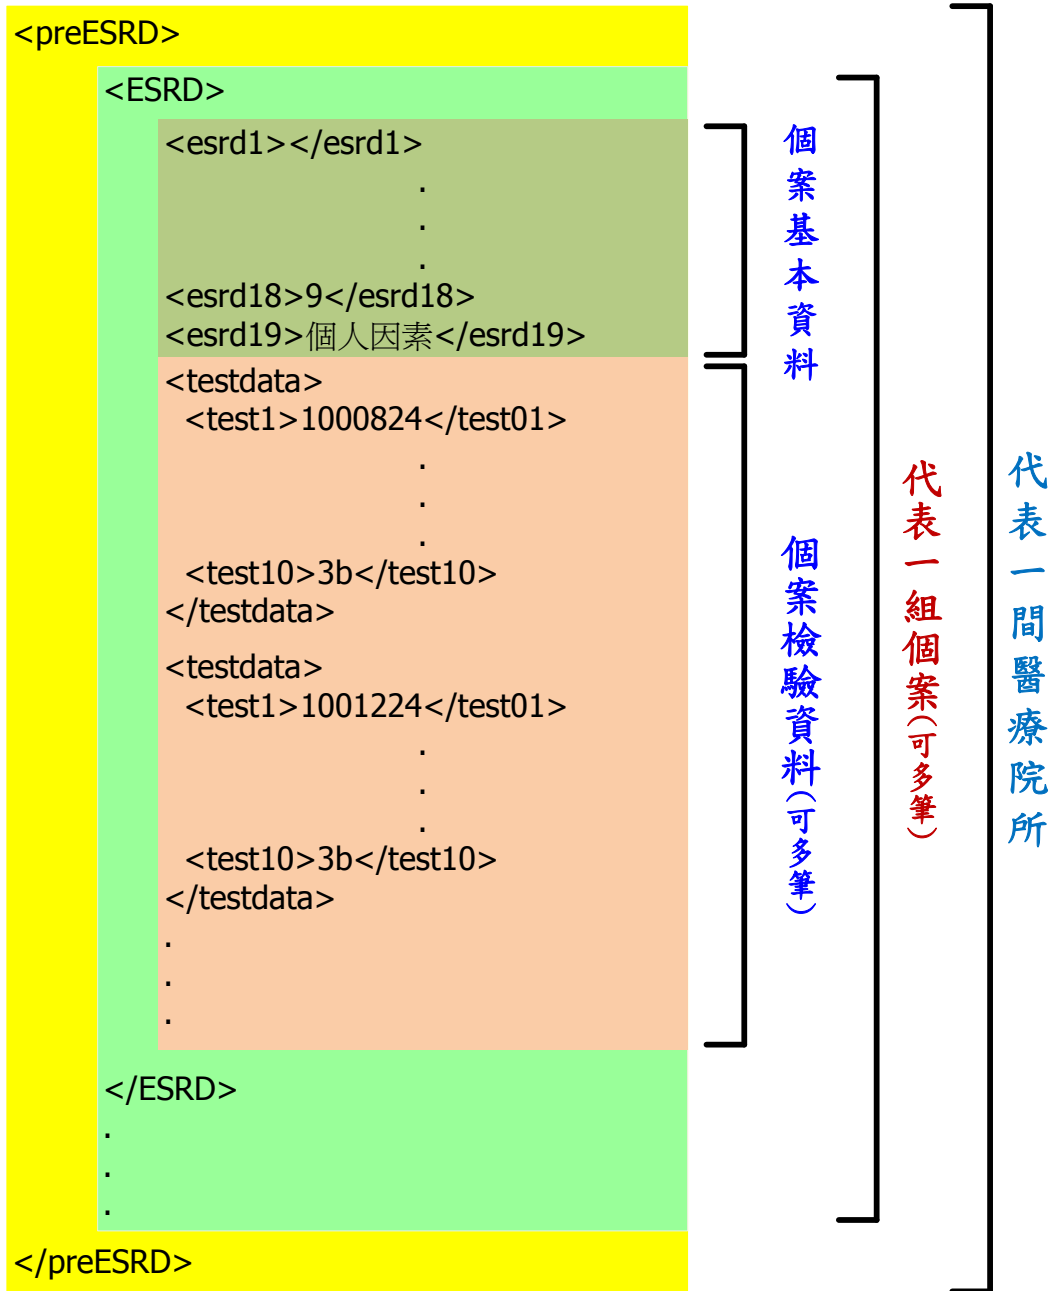 <preESRD>
<ESRD>
<esrd1></esrd1>
.
.
.
<esrd18>9</esrd18>
<esrd19>個人因素</esrd19>
<testdata>
<test1>1000824</test01>
.
.
.
<test10>3b</test10>
</testdata>
<testdata>
<test1>1001224</test01>
.
.
.
<test10>3b</test10>
</testdata>
.
.
.
</ESRD>
.
.
.
</preESRD>
個案基本資料
個案檢驗資料(可多筆)
代表一組個案(可多筆)
代表一間醫療院所